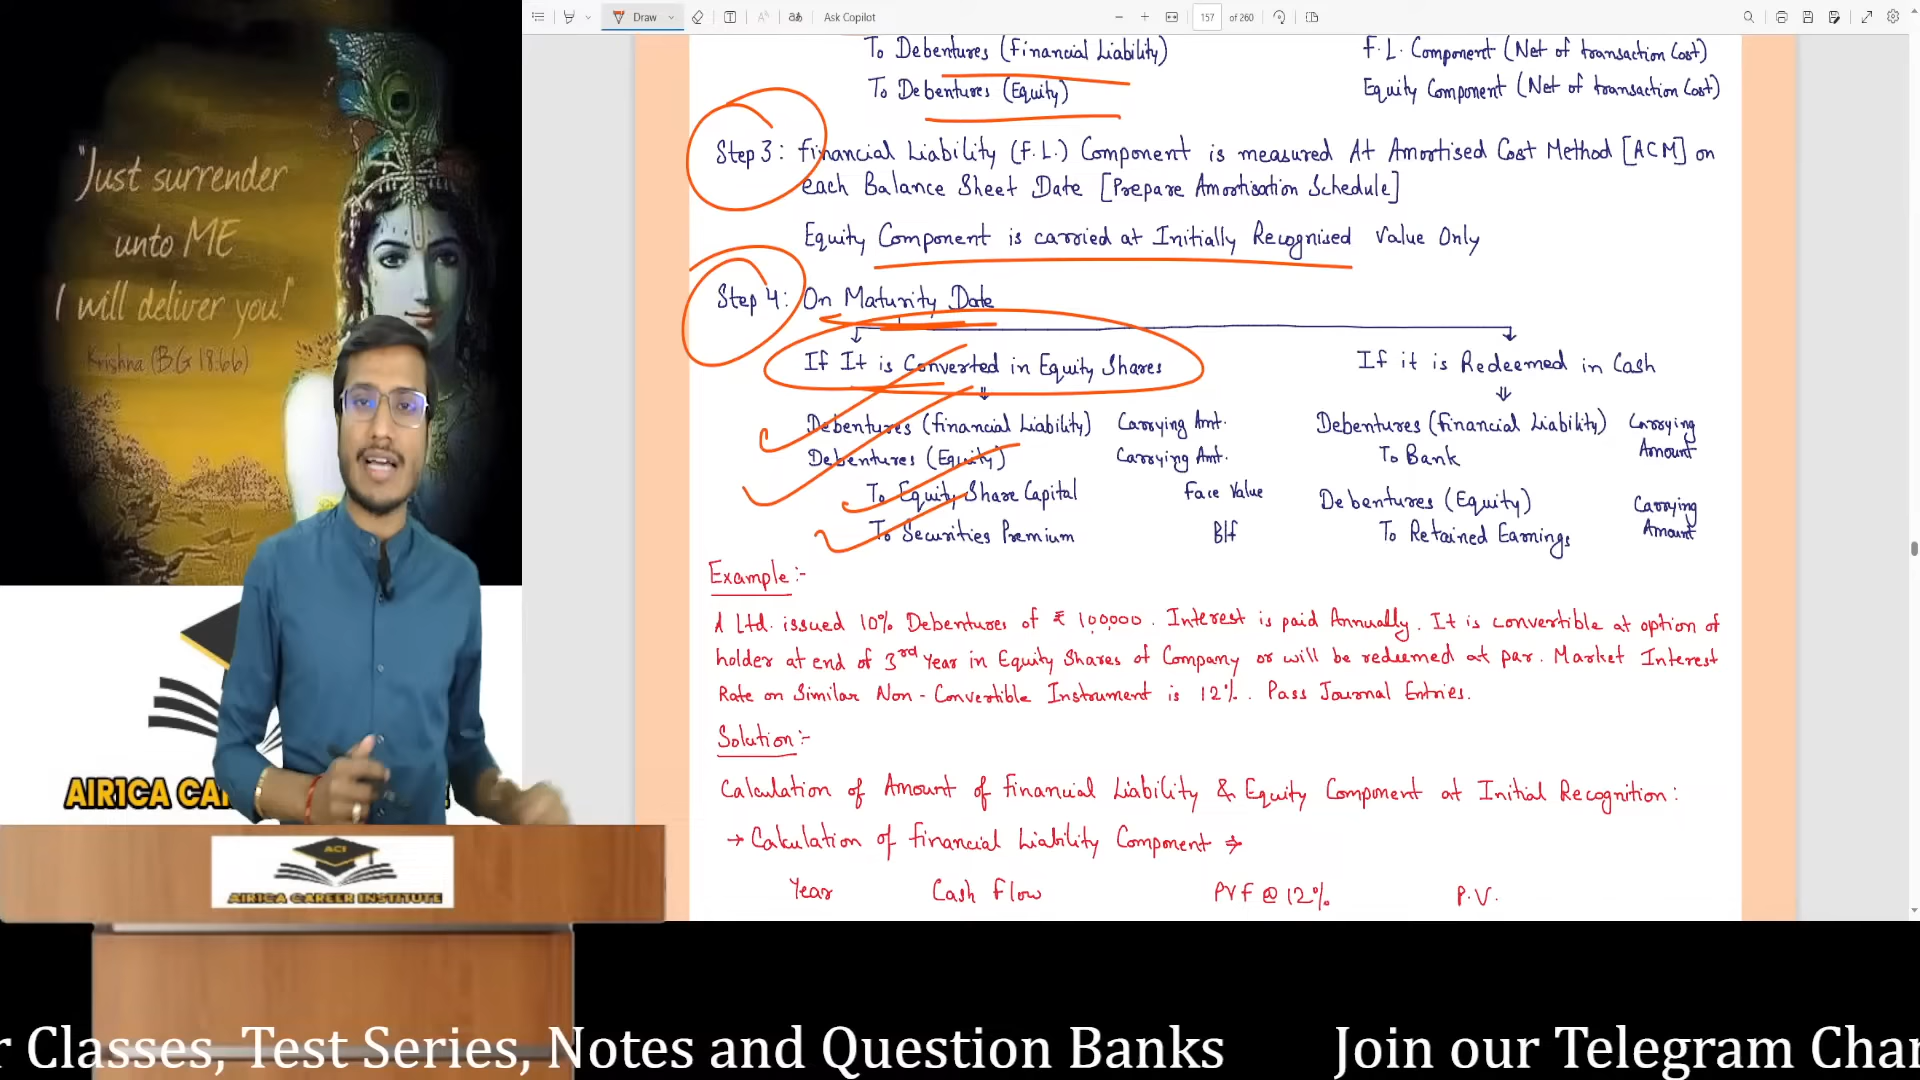 Draw
Ask Copilot
157 of 260
To Debentures (Financial Liability) F.L. Component (Net of transaction Cost)
To Debentures (Equity) Equity Component (Net of transaction Cost)
Step 3: Financial Liability (F.L.) Component is measured At Amortised Cost Method [ACM] on
each Balance Sheet Date [Prepare Amortisation Schedule]
Equity Component is carried at Initially Recognised Value Only
Step 4: On Maturity Date
If It is Converted in Equity Shares If it is Redeemed in Cash
Debentures (Financial Liability) Carrying Amt. Debentures (Financial Liability) Carrying Amount
Debentures (Equity) Carrying Amt. To Bank
To Equity Share Capital Face Value Debentures (Equity) Carrying Amount
To Securities Premium B/f To Retained Earnings
Example:-
A Ltd. issued 10% Debentures of ₹ 100000. Interest is paid Annually. It is convertible at option of
holder at end of 3rd Year in Equity Shares of Company or will be redeemed at par. Market Interest
Rate on Similar Non-Convertible Instrument is 12%. Pass Journal Entries.
Solution:-
Calculation of Amount of Financial Liability & Equity Component at Initial Recognition:
→ Calculation of Financial Liability Component ⇒
Year Cash Flow PVF @ 12% P.V.
"Just surrender
unto ME
I will deliver you!"
Krishna (B.G 18.66)
AIR1CA CA
ACI
AIR1CA CAREER INSTITUTE
r Classes, Test Series, Notes and Question Banks Join our Telegram Chan